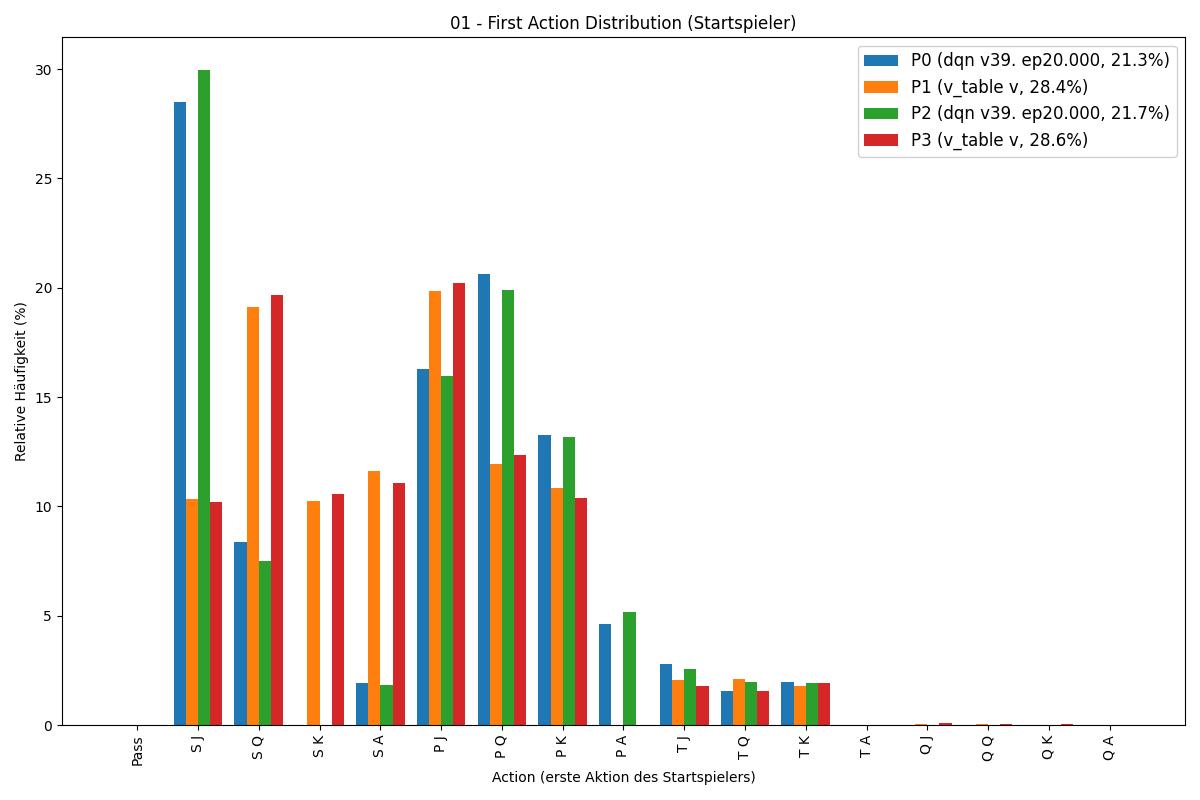 01 - First Action Distribution (Startspieler)
P0 (dqn v39. ep20.000, 21.3%)
P1 (v_table v, 28.4%)
P2 (dqn v39. ep20.000, 21.7%)
P3 (v_table v, 28.6%)
Relative Häufigkeit (%)
30
25
20
15
10
5
0
Pass
S J
S Q
S K
S A
P J
P Q
P K
P A
T J
T Q
T K
T A
Q J
Q Q
Q K
Q A
Action (erste Aktion des Startspielers)